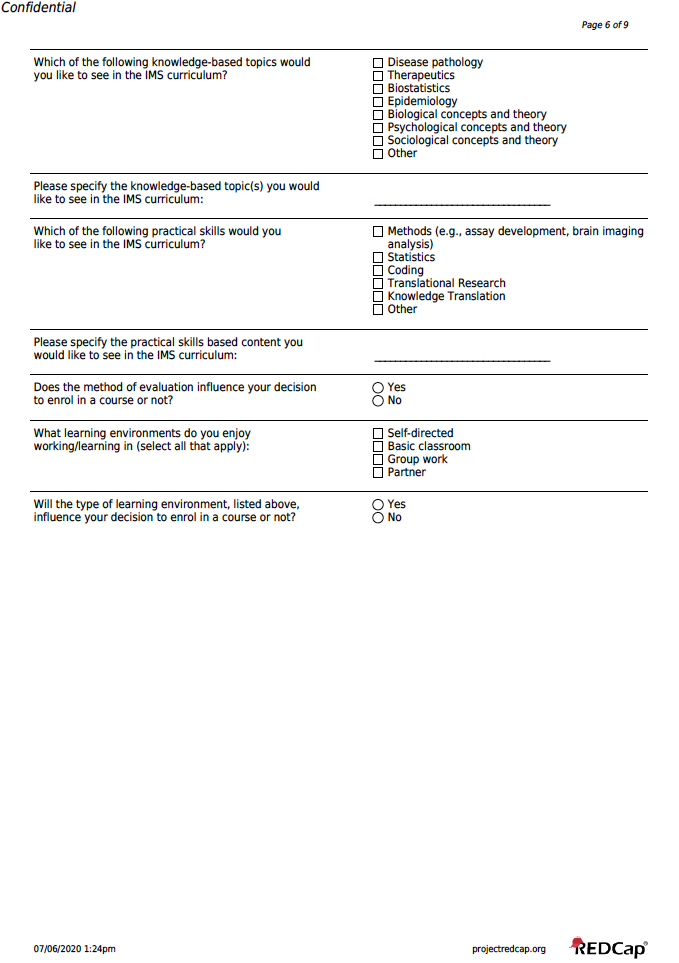 Confidential
Page 6 of 9
Which of the following knowledge-based topics would
you like to see in the IMS curriculum?
Disease pathology
Therapeutics
Biostatistics
Epidemiology
Biological concepts and theory
Psychological concepts and theory
Sociological concepts and theory
Other
Please specify the knowledge-based topic(s) you would
like to see in the IMS curriculum:
Which of the following practical skills would you
like to see in the IMS curriculum?
Methods (e.g., assay development, brain imaging
analysis)
Statistics
Coding
Translational Research
Knowledge Translation
Other
Please specify the practical skills based content you
would like to see in the IMS curriculum:
Does the method of evaluation influence your decision
to enrol in a course or not?
Yes
No
What learning environments do you enjoy
working/learning in (select all that apply):
Self-directed
Basic classroom
Group work
Partner
Will the type of learning environment, listed above,
influence your decision to enrol in a course or not?
Yes
No
07/06/2020 1:24pm
projectredcap.org
REDCap®